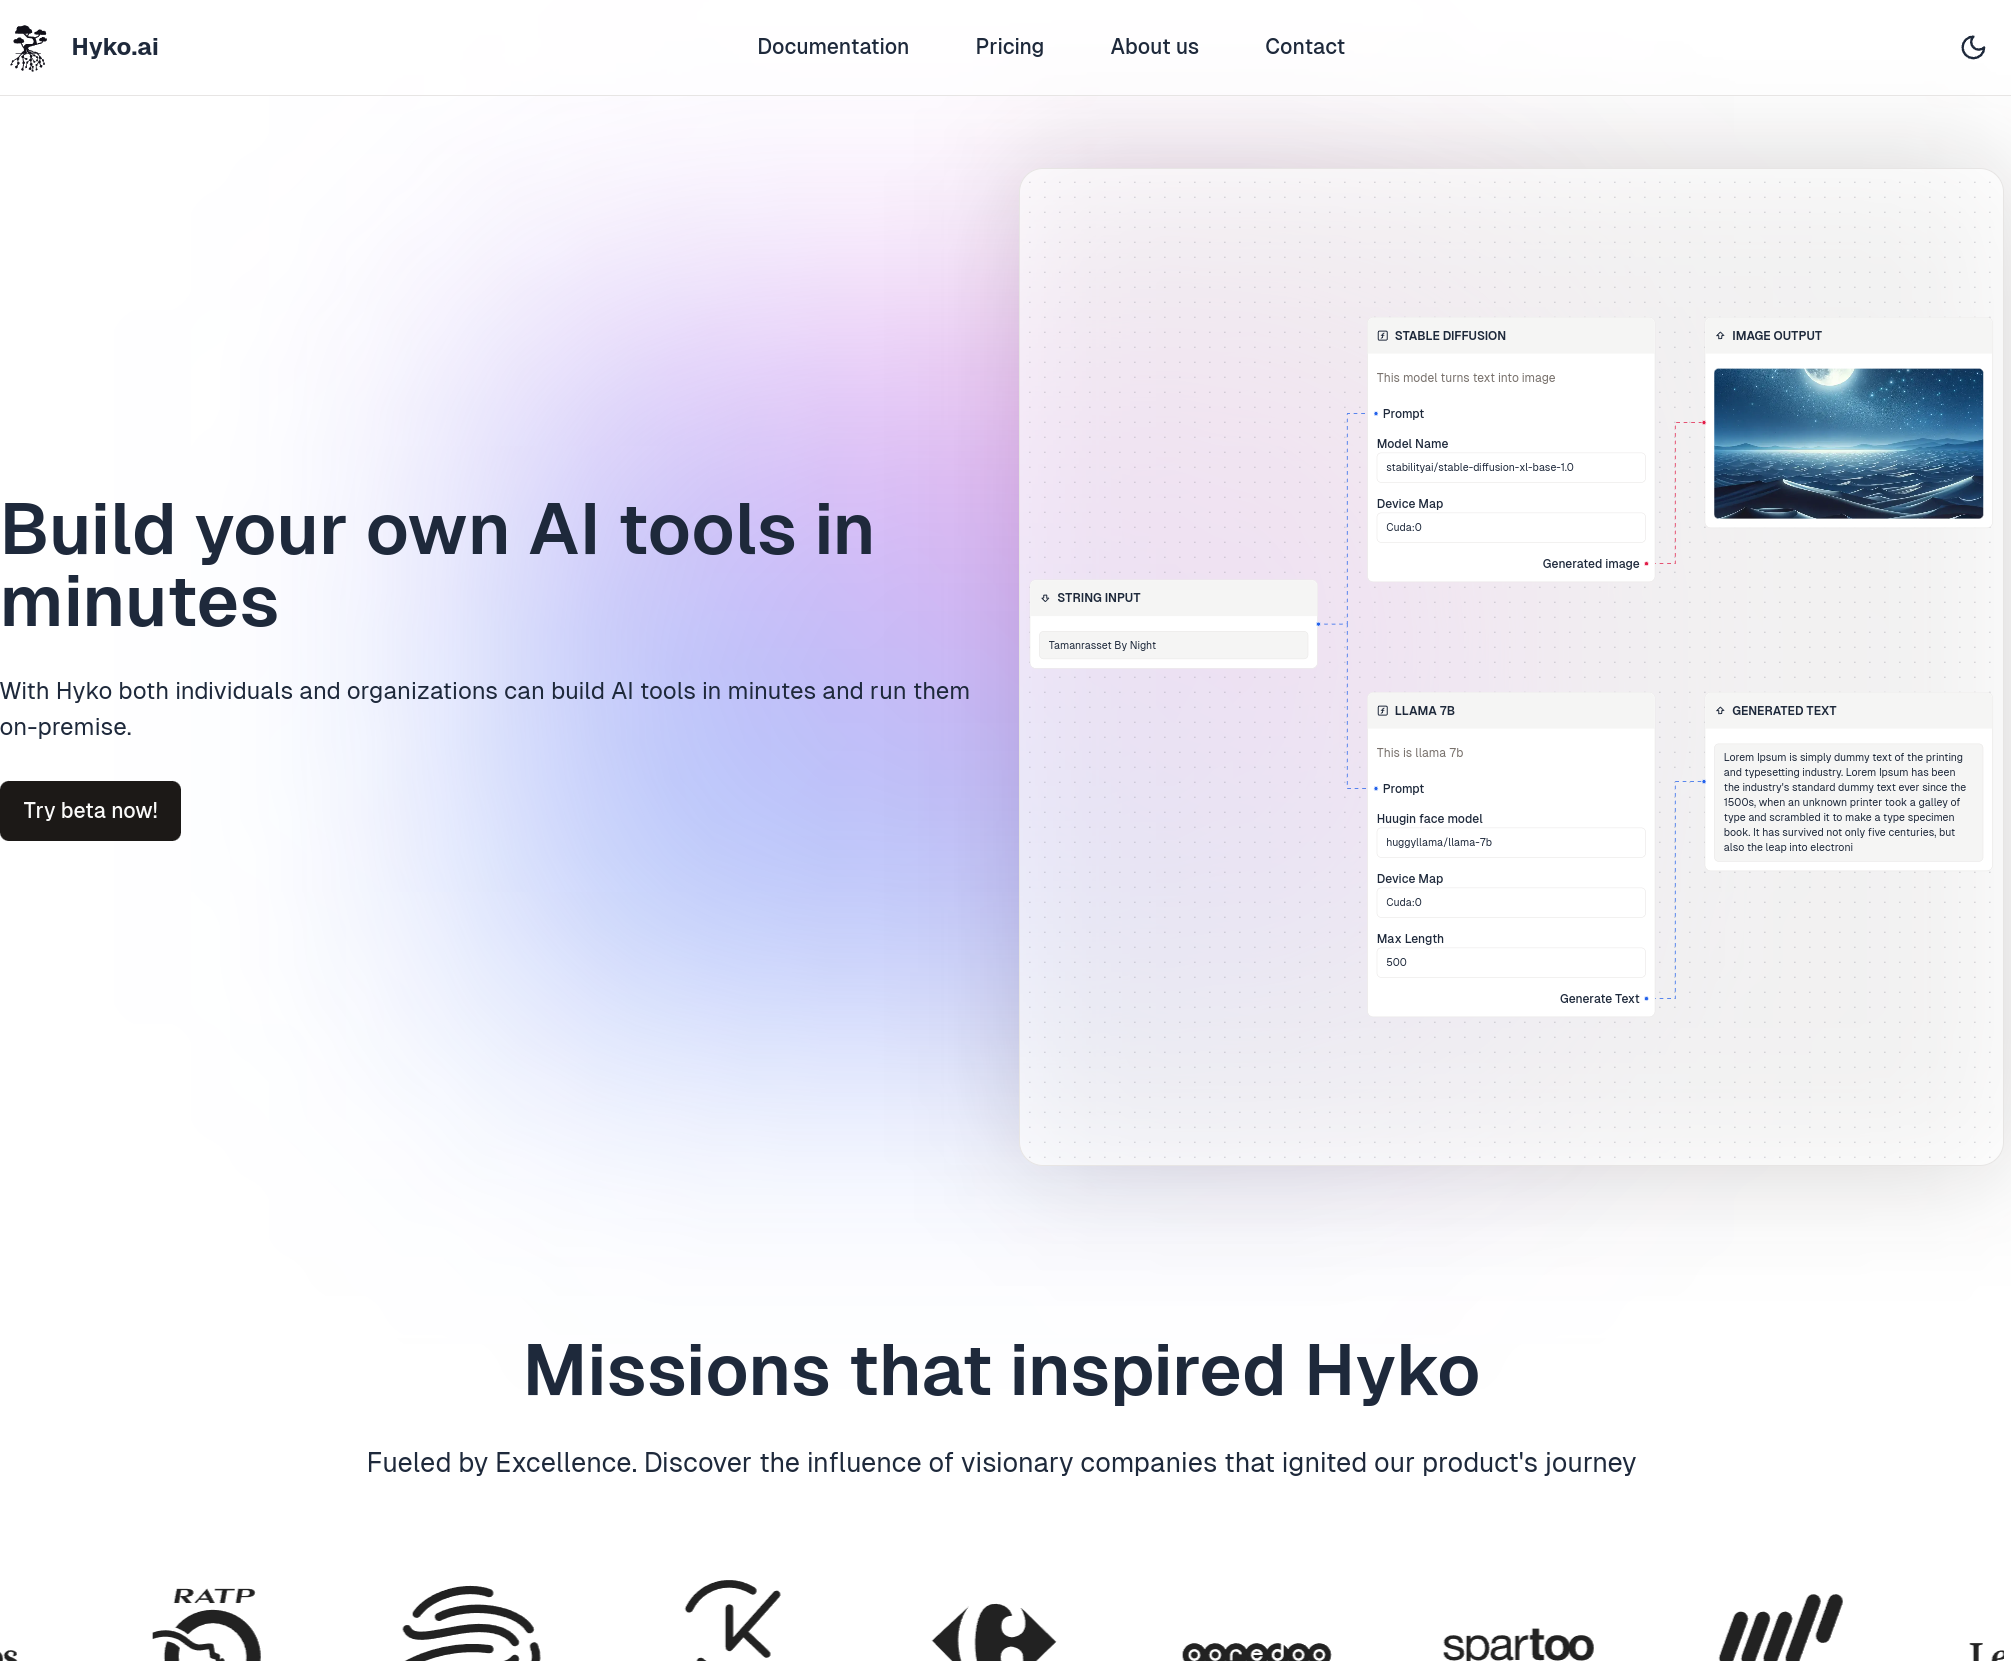 Hyko.ai
Documentation
Pricing
About us
Contact
Build your own AI tools in
minutes
With Hyko both individuals and organizations can build AI tools in minutes and run them
on-premise.
Try beta now!
STRING INPUT
Tamanrasset By Night
STABLE DIFFUSION
This model turns text into image
Prompt
Model Name
stabilityai/stable-diffusion-xl-base-1.0
Device Map
Cuda:0
Generated image
IMAGE OUTPUT
LLAMA 7B
This is llama 7b
Prompt
Huugin face model
huggyllama/llama-7b
Device Map
Cuda:0
Max Length
500
Generate Text
GENERATED TEXT
Lorem Ipsum is simply dummy text of the printing
and typesetting industry. Lorem Ipsum has been
the industry's standard dummy text ever since the
1500s, when an unknown printer took a galley of
type and scrambled it to make a type specimen
book. It has survived not only five centuries, but
also the leap into electroni
Missions that inspired Hyko
Fueled by Excellence. Discover the influence of visionary companies that ignited our product's journey
RATP
ooredoo
spartoo